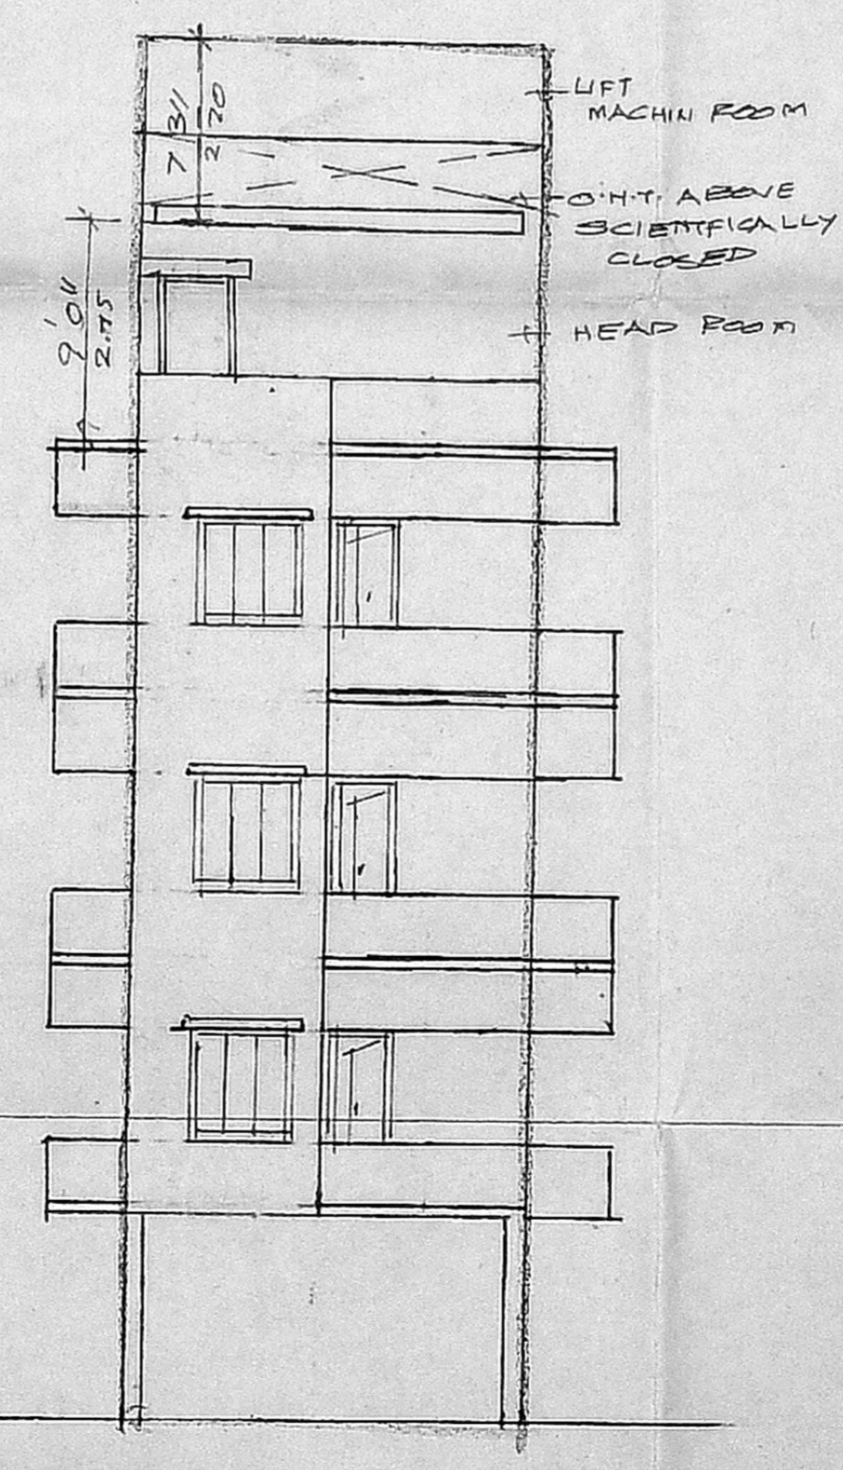 LIFT
MACHIN ROOM
7'3"
2.20
O.H.T. ABOVE
SCIENTIFICALLY
CLOSED
9'0"
2.75
HEAD ROOM